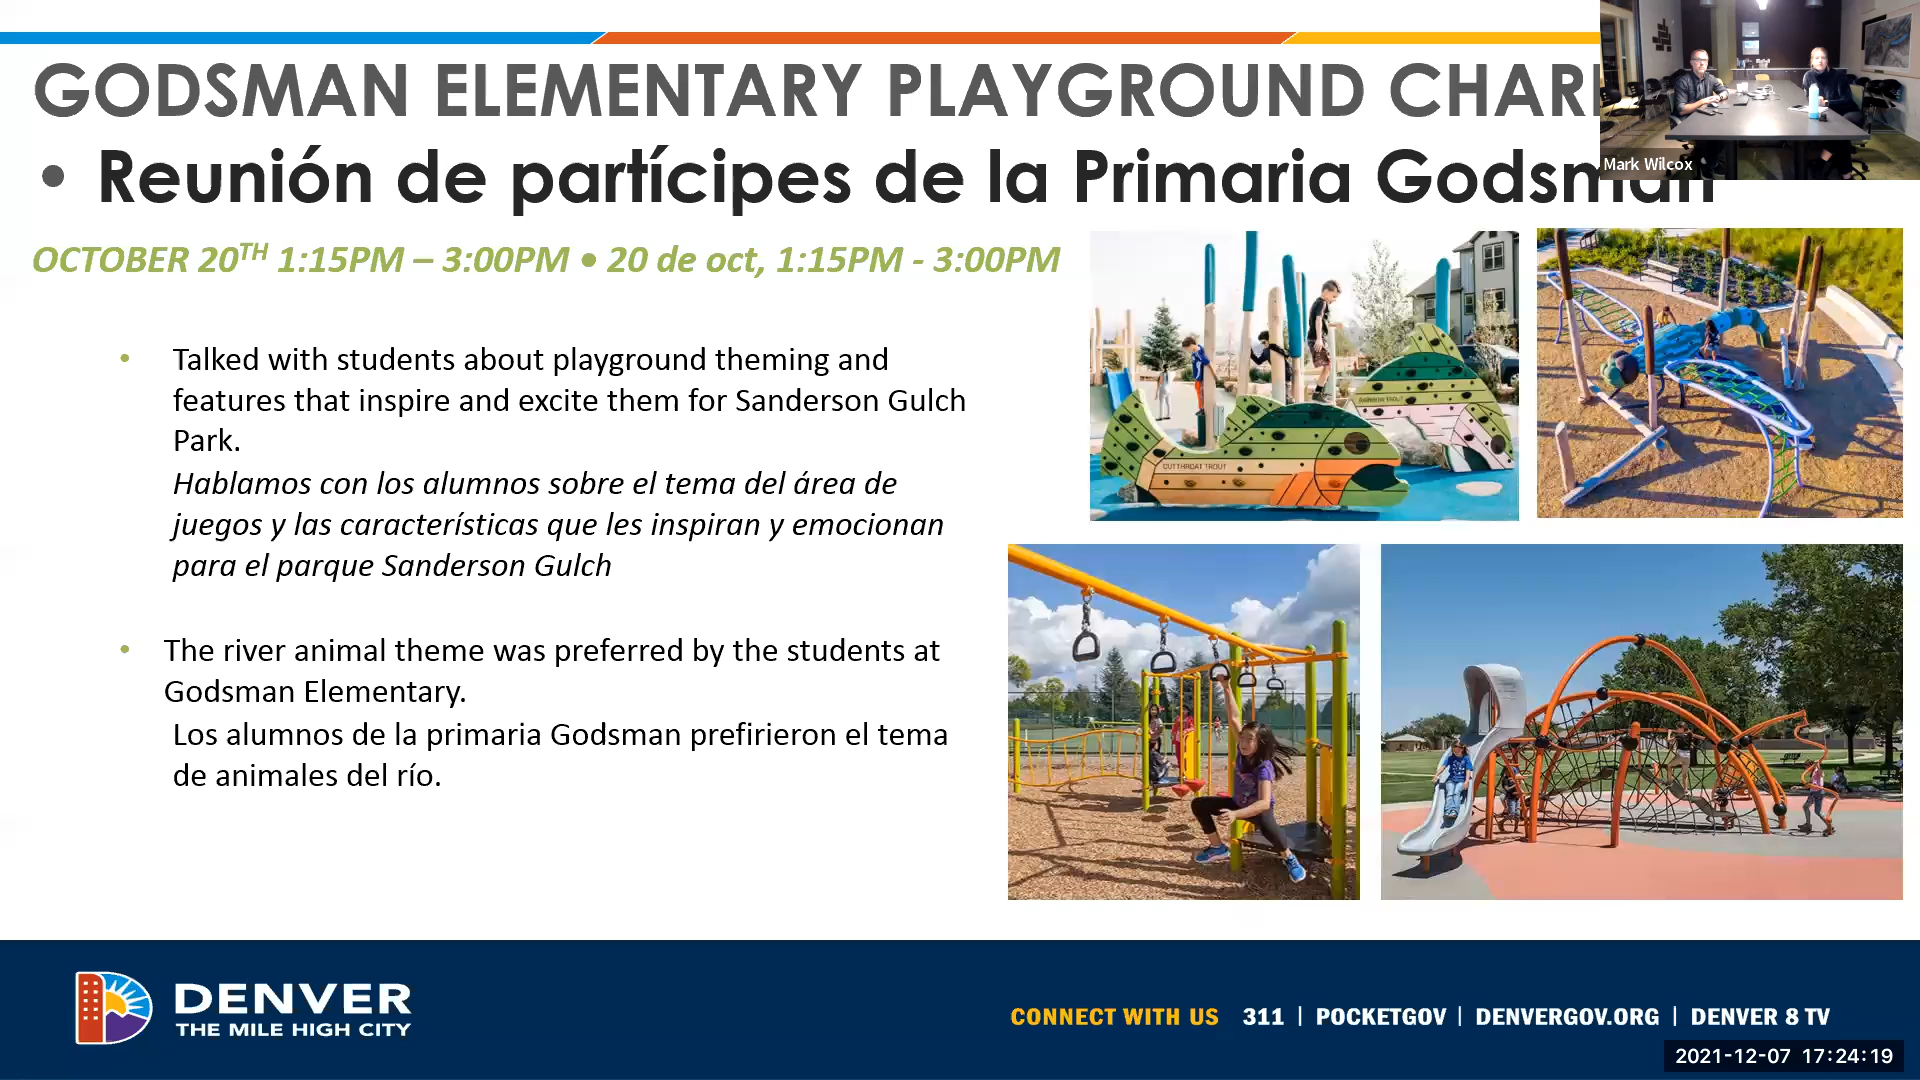 GODSMAN ELEMENTARY PLAYGROUND
• Reunión de partícipes de la Primaria Godsman
OCTOBER 20TH 1:15PM – 3:00PM • 20 de oct, 1:15PM - 3:00PM
• Talked with students about playground theming and
features that inspire and excite them for Sanderson Gulch
Park.
Hablamos con los alumnos sobre el tema del área de
juegos y las características que les inspiran y emocionan
para el parque Sanderson Gulch
• The river animal theme was preferred by the students at
Godsman Elementary.
Los alumnos de la primaria Godsman prefirieron el tema
de animales del río.
Mark Wilcox
RAINBOW TROUT
CUTTHROAT TROUT
DENVER
THE MILE HIGH CITY
CONNECT WITH US 311 | POCKETGOV | DENVERGOV.ORG | DENVER 8 TV
2021-12-07 17:24:19